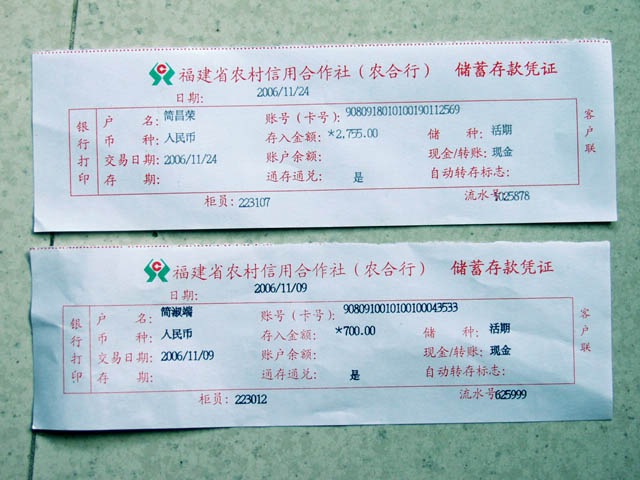 福建省农村信用合作社（农合行） 储蓄存款凭证
日期: 2006/11/24
银行打印
户 名: 简昌荣 账号（卡号）: 9080918010100190112569
币 种: 人民币 存入金额: *2,755.00 储 种: 活期
交易日期: 2006/11/24 账户余额: 现金/转账: 现金
存 期: 通存通兑: 是 自动转存标志:
客户联
柜员: 223107 流水号: 025878
福建省农村信用合作社（农合行） 储蓄存款凭证
日期: 2006/11/09
银行打印
户 名: 简淑端 账号（卡号）: 9080910010100100043533
币 种: 人民币 存入金额: *700.00 储 种: 活期
交易日期: 2006/11/09 账户余额: 现金/转账: 现金
存 期: 通存通兑: 是 自动转存标志:
客户联
柜员: 223012 流水号: 625999